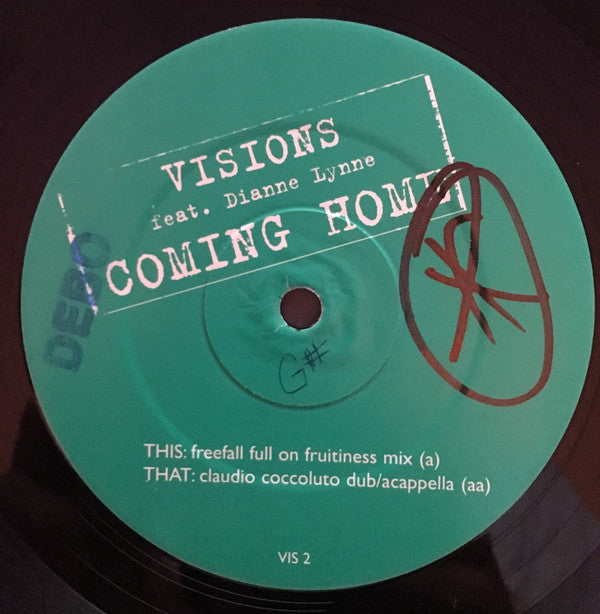 VISIONS
feat. Dianne Lynne
COMING HOME
DEBO
G#
THIS: freefall full on fruitiness mix (a)
THAT: claudio coccoluto dub/acappella (aa)
VIS 2